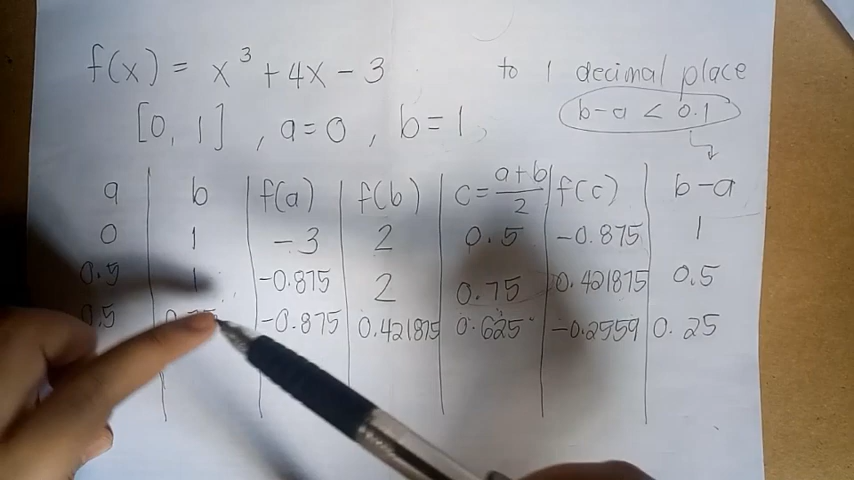 f(x) = x³ + 4x - 3 to 1 decimal place
[0, 1] , a = 0 , b = 1, b-a < 0.1
a b f(a) f(b) c = a+b/2 f(c) b-a
0 1 -3 2 0.5 -0.875 1
0.5 1 -0.875 2 0.75 0.421875 0.5
0.5 -0.875 0.421875 0.625 -0.2559 0.25